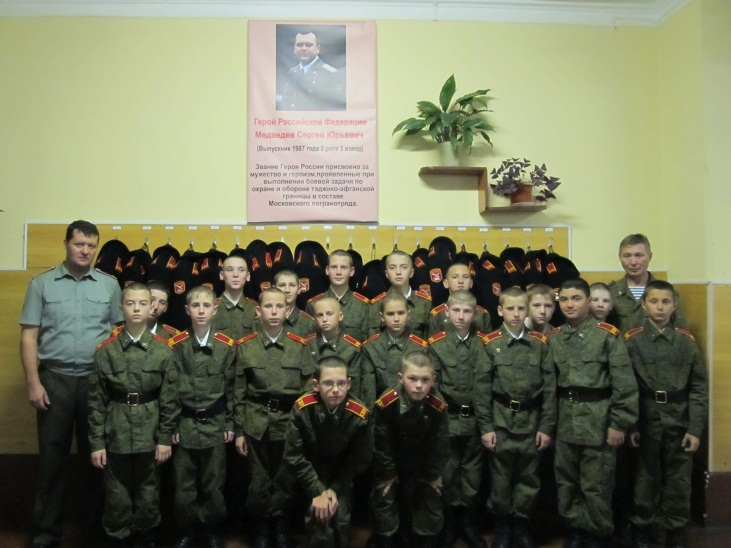 Герой Российской Федерации
Медведев Сергей Юрьевич
(Выпускник 1987 года 5 рота 5 взвод)
Звание Героя России присвоено за
мужество и героизм,проявленные при
выполнении боевой задачи по
охране и обороне таджико-афганской
границы в составе
Московского погранотряда.